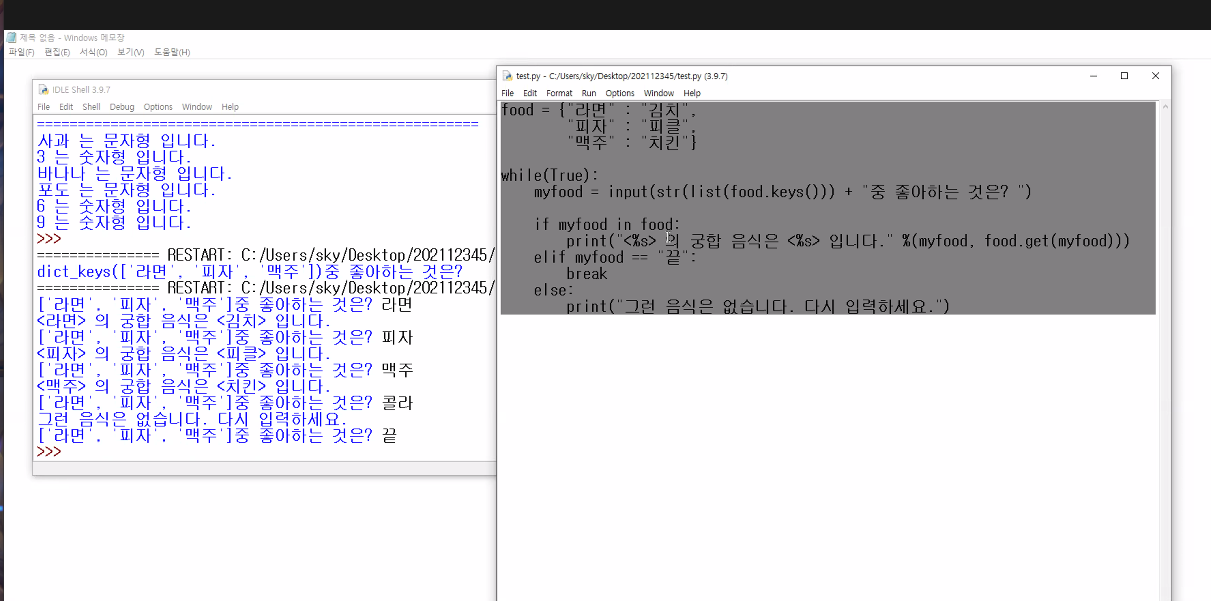 제목 없음 - Windows 메모장
파일(F) 편집(E) 서식(O) 보기(V) 도움말(H)
IDLE Shell 3.9.7
File Edit Shell Debug Options Window Help
======================================================
사과 는 문자형 입니다.
3 는 숫자형 입니다.
바나나 는 문자형 입니다.
포도 는 문자형 입니다.
6 는 숫자형 입니다.
9 는 숫자형 입니다.
>>>
=============== RESTART: C:/Users/sky/Desktop/202112345/
dict_keys(['라면', '피자', '맥주'])중 좋아하는 것은?
=============== RESTART: C:/Users/sky/Desktop/202112345/
['라면', '피자', '맥주']중 좋아하는 것은? 라면
<라면> 의 궁합 음식은 <김치> 입니다.
['라면', '피자', '맥주']중 좋아하는 것은? 피자
<피자> 의 궁합 음식은 <피클> 입니다.
['라면', '피자', '맥주']중 좋아하는 것은? 맥주
<맥주> 의 궁합 음식은 <치킨> 입니다.
['라면', '피자', '맥주']중 좋아하는 것은? 콜라
그런 음식은 없습니다. 다시 입력하세요.
['라면', '피자', '맥주']중 좋아하는 것은? 끝
>>>
test.py - C:/Users/sky/Desktop/202112345/test.py (3.9.7)
File Edit Format Run Options Window Help
food = {"라면" : "김치",
        "피자" : "피클",
        "맥주" : "치킨"}
while(True):
    myfood = input(str(list(food.keys())) + "중 좋아하는 것은? ")
    if myfood in food:
        print("<%s> 의 궁합 음식은 <%s> 입니다." %(myfood, food.get(myfood)))
    elif myfood == "끝":
        break
    else:
        print("그런 음식은 없습니다. 다시 입력하세요.")